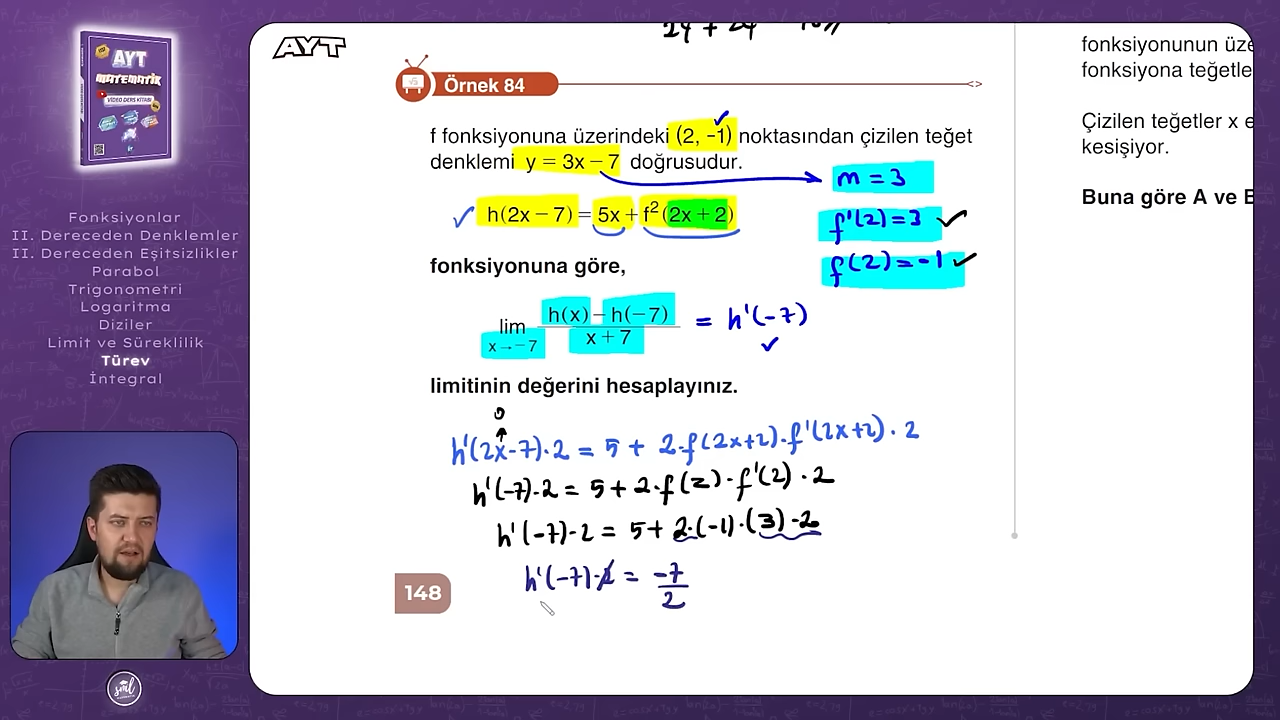 AYT
MATEMATİK
VİDEO DERS KİTABI
Fonksiyonlar
II. Dereceden Denklemler
II. Dereceden Eşitsizlikler
Parabol
Trigonometri
Logaritma
Diziler
Limit ve Süreklilik
Türev
İntegral
sml
AYT
Örnek 84
f fonksiyonuna üzerindeki (2, –1) noktasından çizilen teğet
denklemi y = 3x – 7 doğrusudur.
m = 3
h(2x – 7) = 5x + f²(2x + 2)
f'(2) = 3
f(2) = -1
fonksiyonuna göre,
lim x→–7 h(x) – h(–7) / x + 7 = h'(-7)
limitinin değerini hesaplayınız.
0
h'(2x-7)·2 = 5 + 2·f(2x+2)·f'(2x+2)·2
h'(-7)·2 = 5 + 2·f(2)·f'(2)·2
h'(-7)·2 = 5 + 2·(-1)·(3)·2
h'(-7)·2 = -7/2
148
fonksiyonunun üze
fonksiyona teğetle
Çizilen teğetler x e
kesişiyor.
Buna göre A ve B